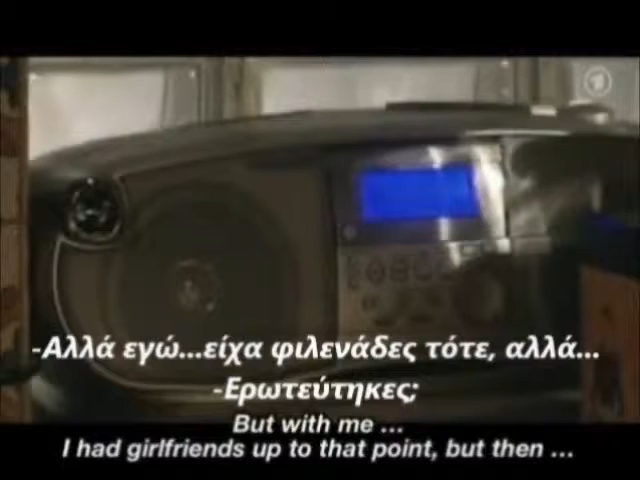 -Αλλά εγώ...είχα φιλενάδες τότε, αλλά...
-Ερωτεύτηκες;
But with me ...
I had girlfriends up to that point, but then ...